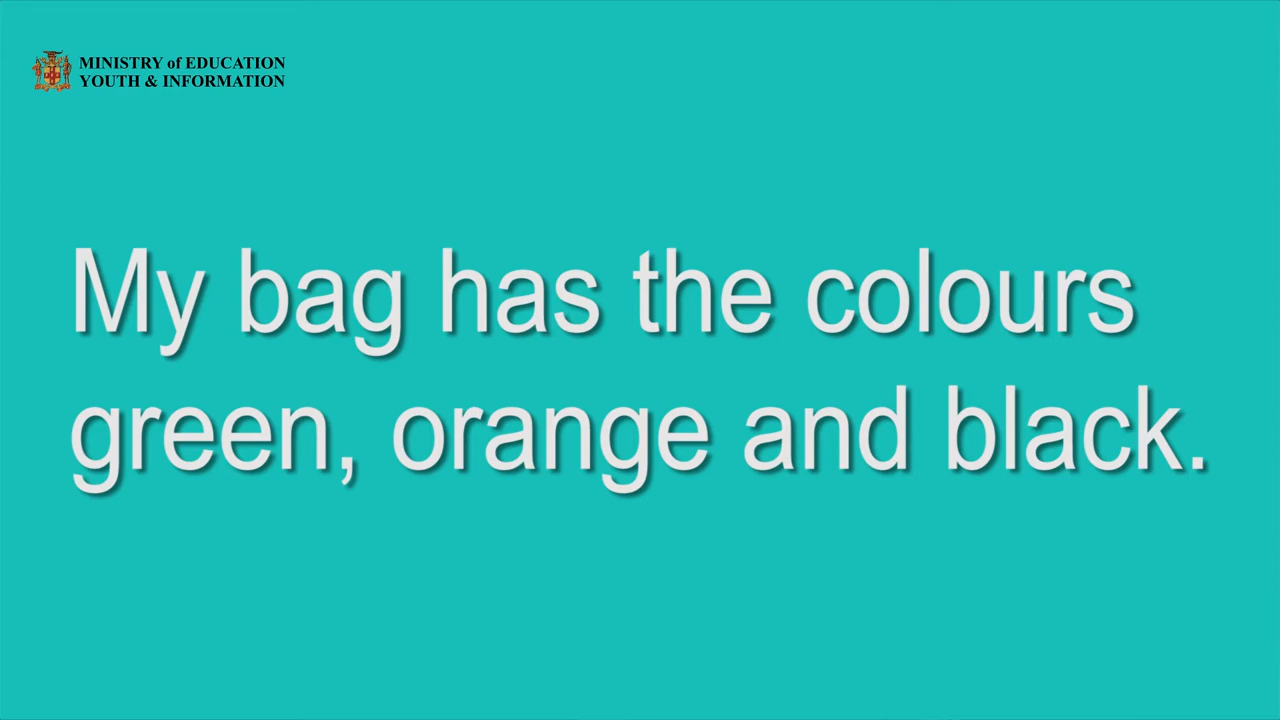 MINISTRY of EDUCATION
YOUTH & INFORMATION
My bag has the colours
green, orange and black.